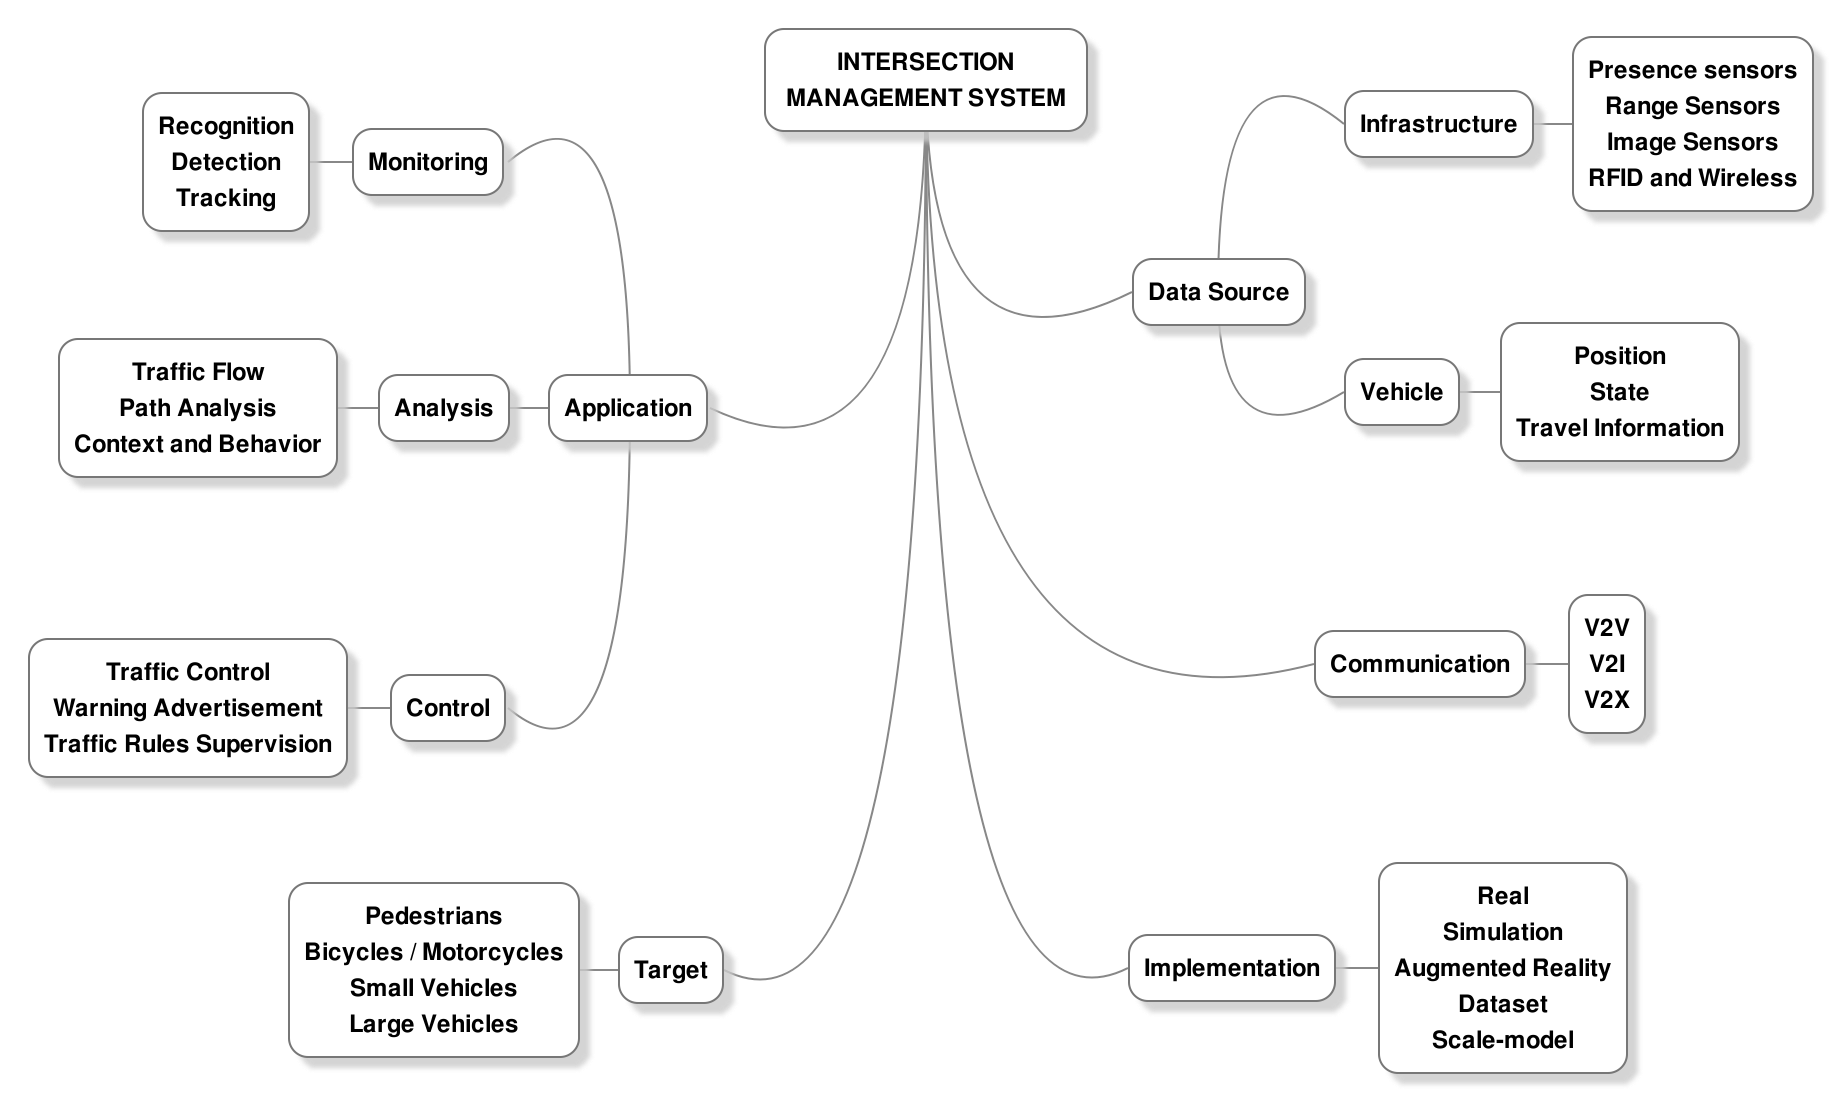 INTERSECTION
MANAGEMENT SYSTEM
Recognition
Detection
Tracking
Monitoring
Traffic Flow
Path Analysis
Context and Behavior
Analysis
Application
Traffic Control
Warning Advertisement
Traffic Rules Supervision
Control
Pedestrians
Bicycles / Motorcycles
Small Vehicles
Large Vehicles
Target
Data Source
Infrastructure
Presence sensors
Range Sensors
Image Sensors
RFID and Wireless
Vehicle
Position
State
Travel Information
Communication
V2V
V2I
V2X
Implementation
Real
Simulation
Augmented Reality
Dataset
Scale-model